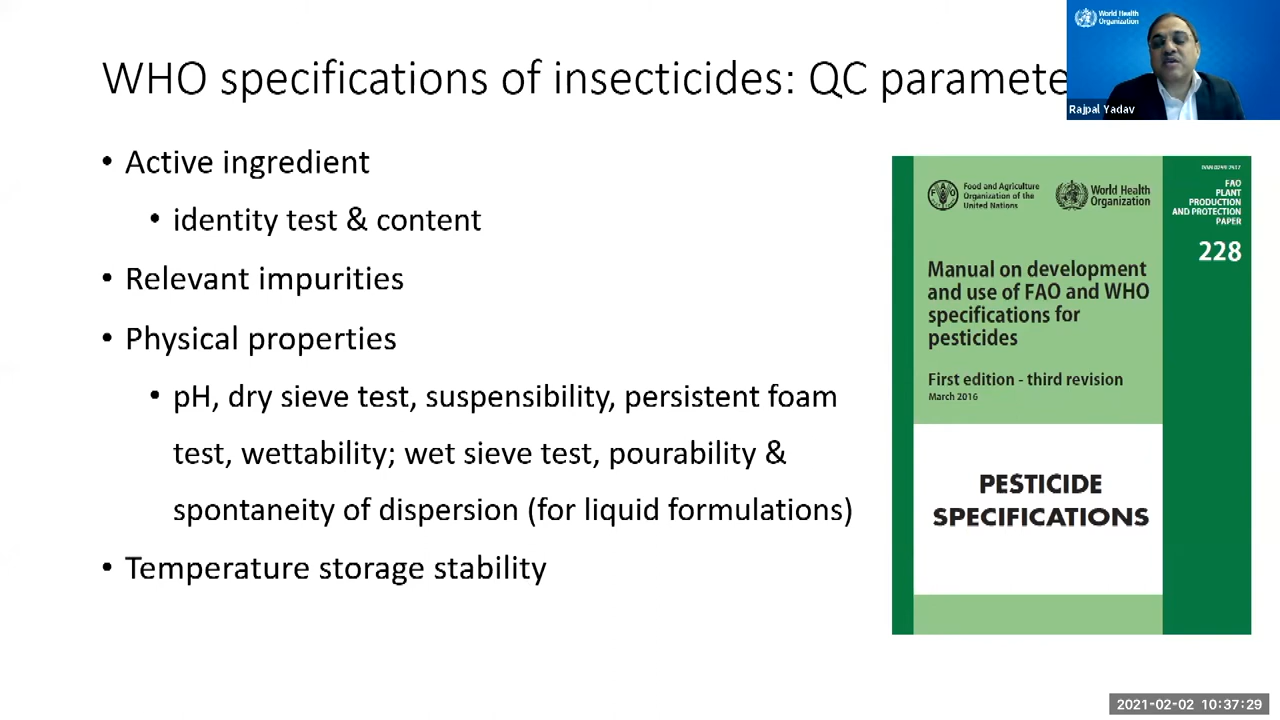 WHO specifications of insecticides: QC paramete
World Health
Organization
Rajpal Yadav
• Active ingredient
• identity test & content
• Relevant impurities
• Physical properties
• pH, dry sieve test, suspensibility, persistent foam
test, wettability; wet sieve test, pourability &
spontaneity of dispersion (for liquid formulations)
• Temperature storage stability
Food and Agriculture
Organization of the
United Nations
World Health
Organization
FAO
PLANT
PRODUCTION
AND PROTECTION
PAPER
228
Manual on development
and use of FAO and WHO
specifications for
pesticides
First edition - third revision
March 2016
PESTICIDE
SPECIFICATIONS
2021-02-02 10:37:29